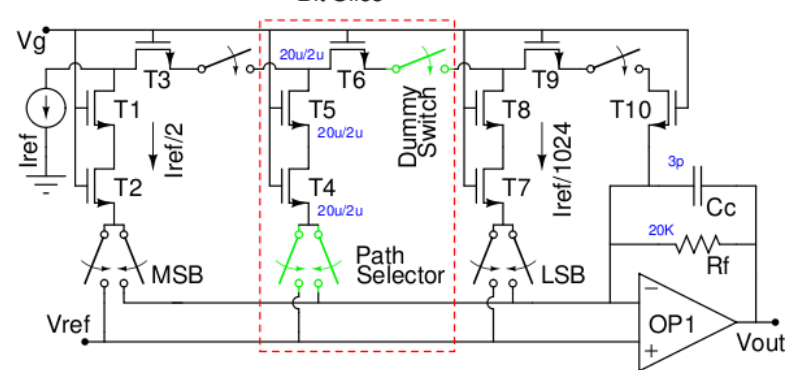 Vg
20u/2u
T3
T6
T9
T1
T5
T8
T10
Iref
Iref/2
20u/2u
Dummy
Switch
Iref/1024
3p
T2
T4
T7
20u/2u
Cc
20K
MSB
Path
Selector
LSB
Rf
Vref
OP1
−
+
Vout